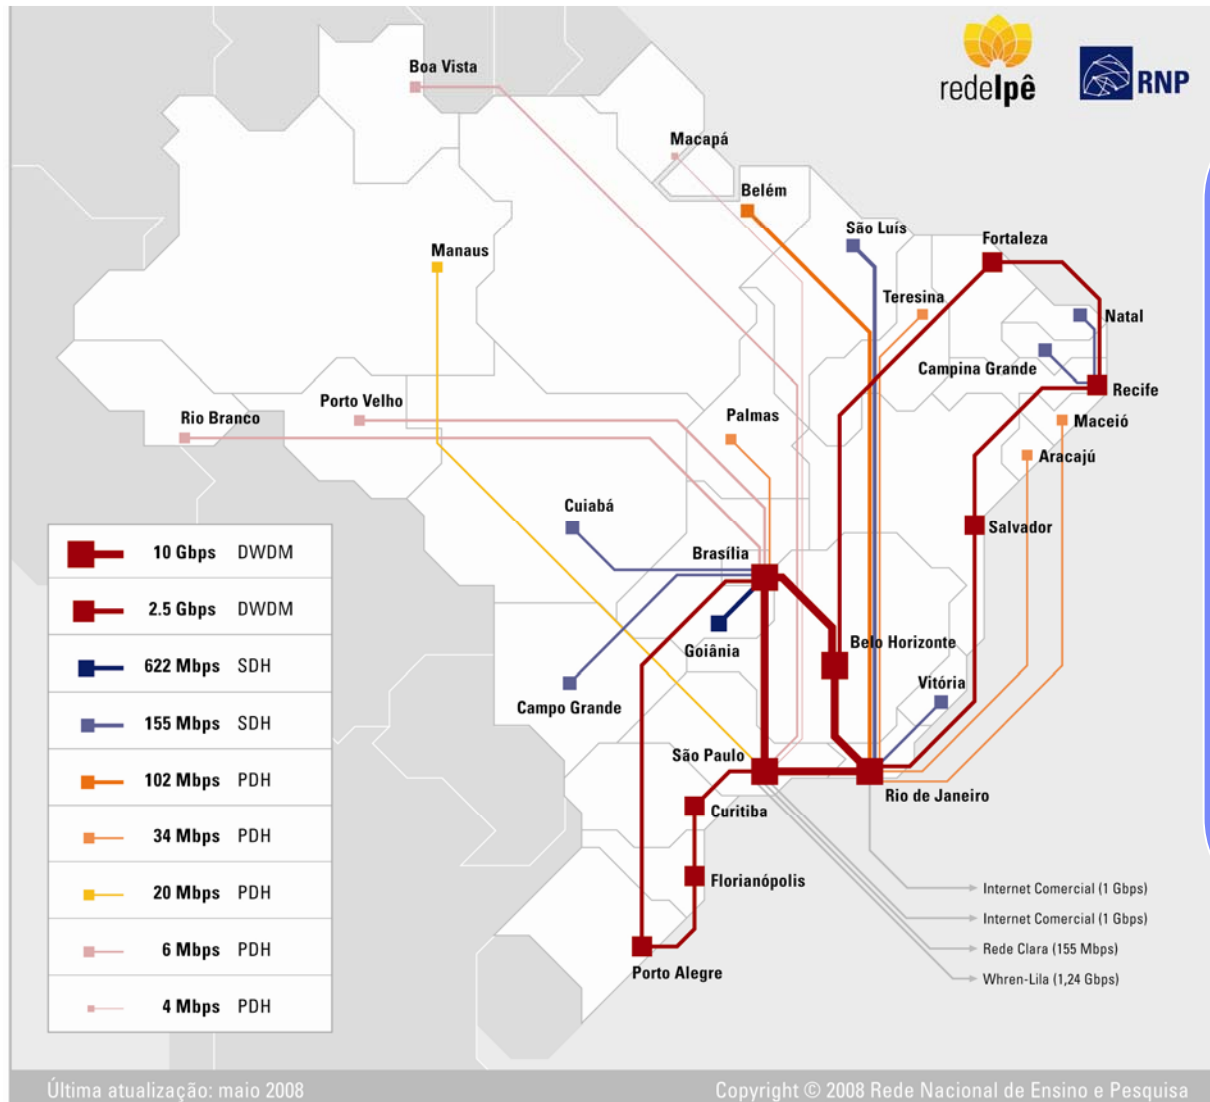 redeIpê
RNP
Boa Vista
Macapá
Belém
São Luís
Fortaleza
Manaus
Teresina
Natal
Campina Grande
Recife
Rio Branco
Porto Velho
Palmas
Maceió
Aracajú
Cuiabá
Salvador
Brasília
Goiânia
Belo Horizonte
Vitória
Campo Grande
São Paulo
Rio de Janeiro
Curitiba
Florianópolis
Porto Alegre
10 Gbps DWDM
2.5 Gbps DWDM
622 Mbps SDH
155 Mbps SDH
102 Mbps PDH
34 Mbps PDH
20 Mbps PDH
6 Mbps PDH
4 Mbps PDH
Internet Comercial (1 Gbps)
Internet Comercial (1 Gbps)
Rede Clara (155 Mbps)
Whren-Lila (1,24 Gbps)
Última atualização: maio 2008
Copyright © 2008 Rede Nacional de Ensino e Pesquisa